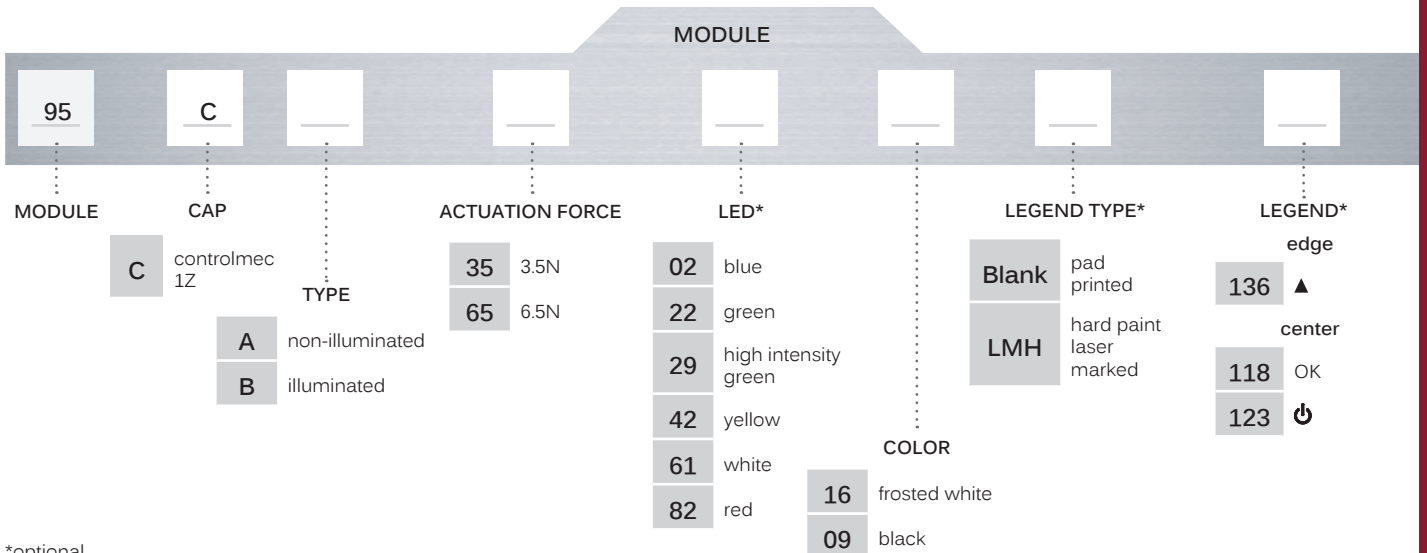 MODULE
95
C
MODULE
CAP
ACTUATION FORCE
LED*
LEGEND TYPE*
LEGEND*
C
controlmec
1Z
TYPE
A non-illuminated
B illuminated
35 3.5N
65 6.5N
02 blue
22 green
29 high intensity
green
42 yellow
61 white
82 red
COLOR
16 frosted white
09 black
Blank pad
printed
LMH hard paint
laser
marked
edge
136 ▲
center
118 OK
123 ⏻
*optional